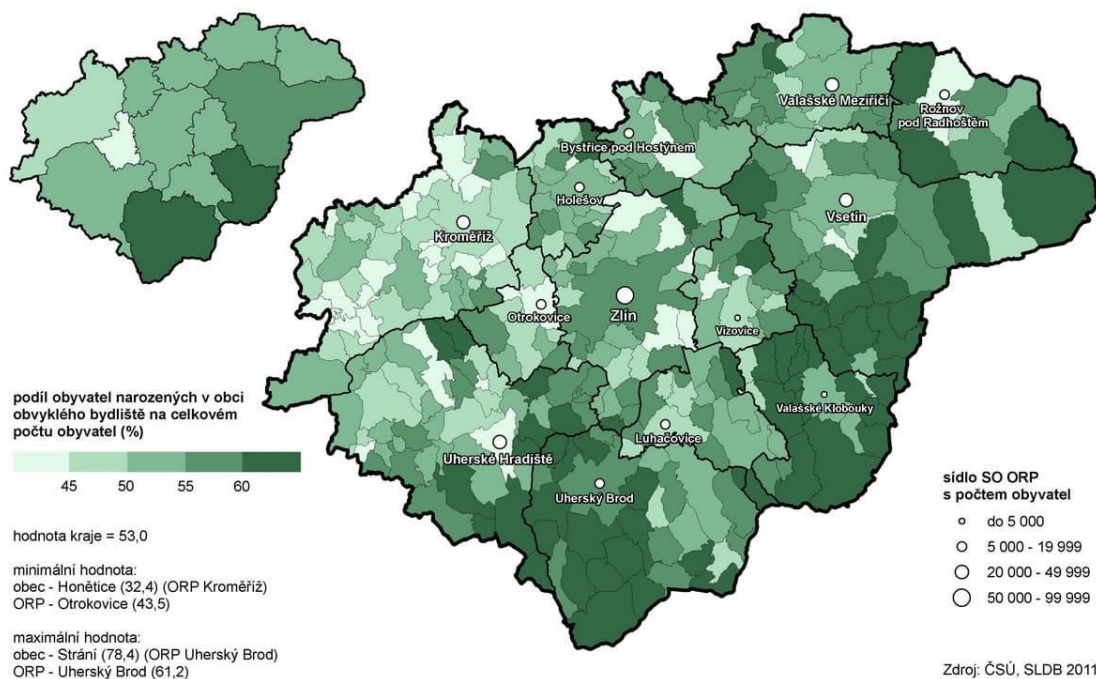 Valašské Meziříčí
Rožnov
pod Radhoštěm
Bystřice pod Hostýnem
Holešov
Vsetín
Kroměříž
Otrokovice
Zlín
Vizovice
Valašské Klobouky
Luhačovice
Uherské Hradiště
Uherský Brod
podíl obyvatel narozených v obci
obvyklého bydliště na celkovém
počtu obyvatel (%)
45 50 55 60
hodnota kraje = 53,0
minimální hodnota:
obec - Honětice (32,4) (ORP Kroměříž)
ORP - Otrokovice (43,5)
maximální hodnota:
obec - Strání (78,4) (ORP Uherský Brod)
ORP - Uherský Brod (61,2)
sídlo SO ORP
s počtem obyvatel
do 5 000
5 000 - 19 999
20 000 - 49 999
50 000 - 99 999
Zdroj: ČSÚ, SLDB 2011